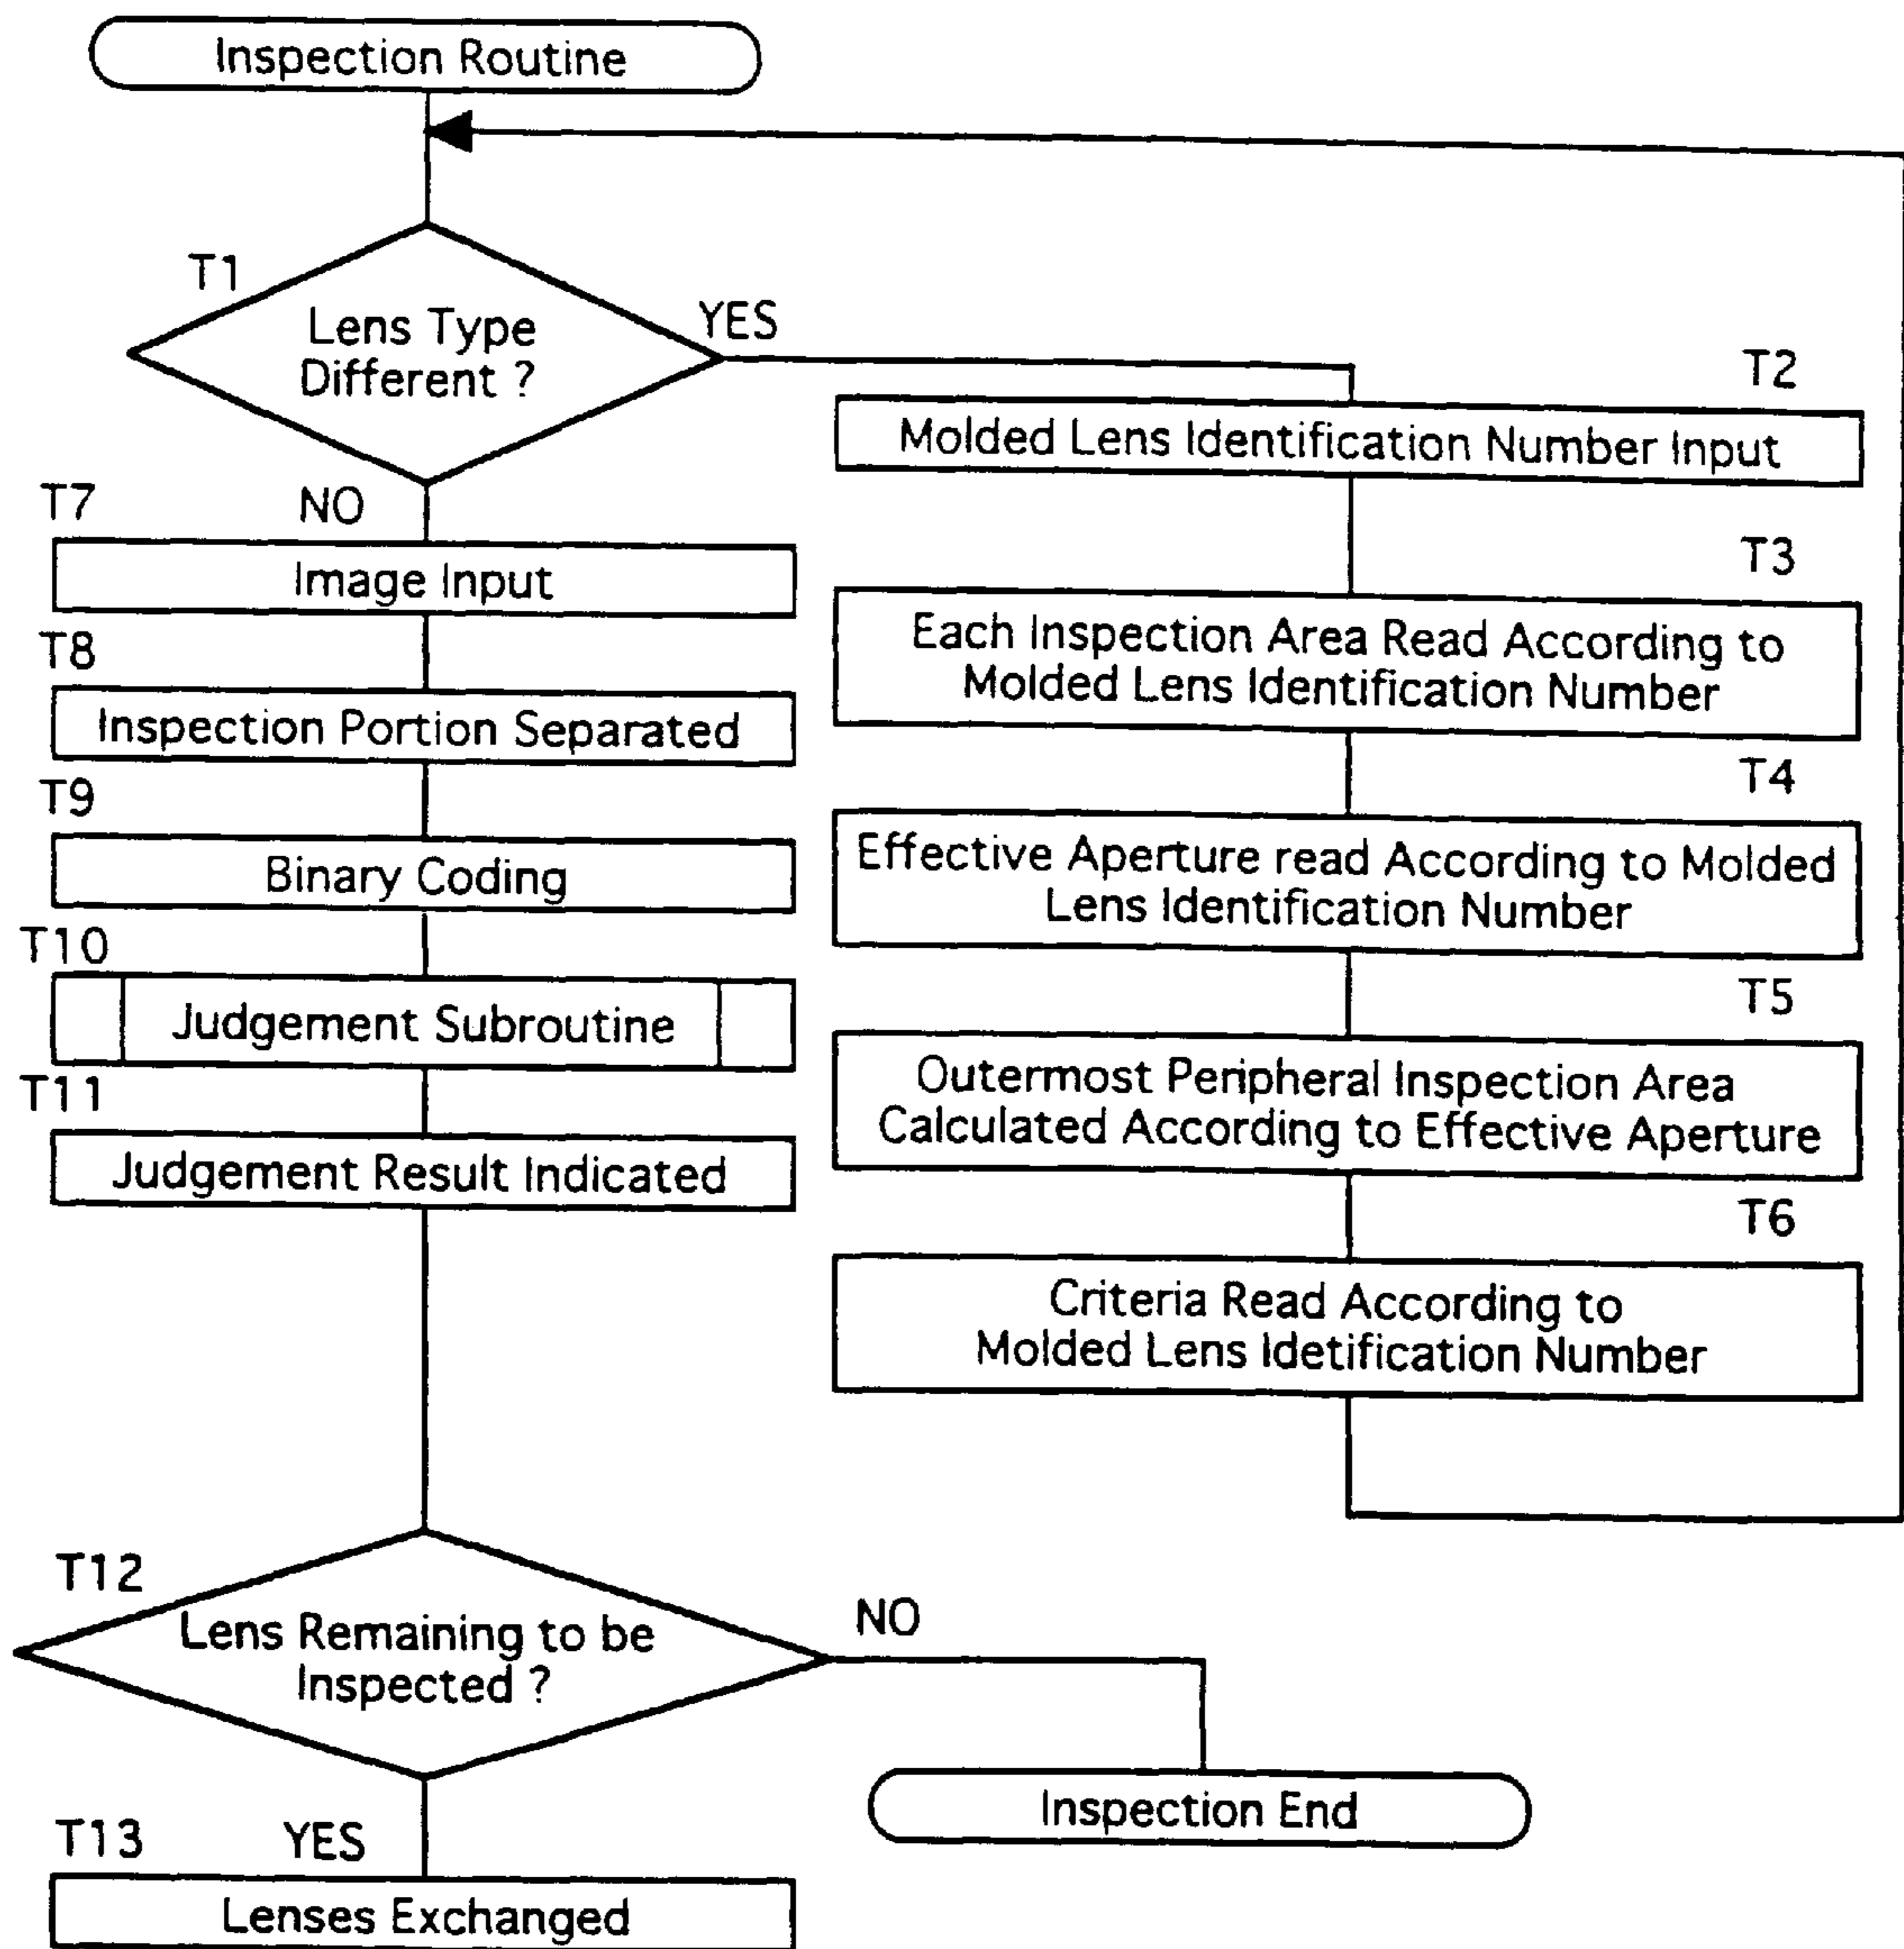 Inspection Routine
T1
Lens Type
Different ?
YES
NO
T2
Molded Lens Identification Number Input
T3
Each Inspection Area Read According to
Molded Lens Identification Number
T4
Effective Aperture read According to Molded
Lens Identification Number
T5
Outermost Peripheral Inspection Area
Calculated According to Effective Aperture
T6
Criteria Read According to
Molded Lens Idetification Number
T7
Image Input
T8
Inspection Portion Separated
T9
Binary Coding
T10
Judgement Subroutine
T11
Judgement Result Indicated
T12
Lens Remaining to be
Inspected ?
NO
Inspection End
T13
YES
Lenses Exchanged